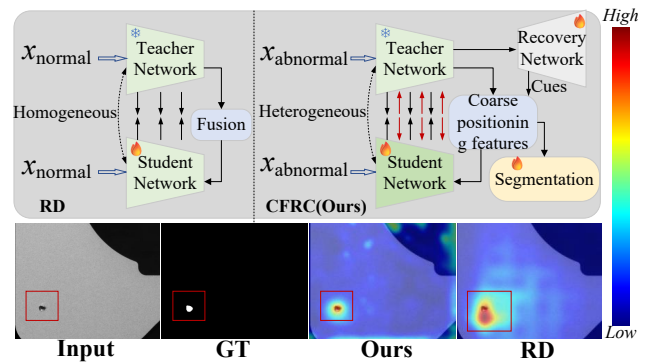 High
x_normal
Teacher
Network
Homogeneous
Fusion
x_normal
Student
Network
RD
x_abnormal
Teacher
Network
Recovery
Network
Cues
Heterogeneous
Coarse
positionin
g features
x_abnormal
Student
Network
Segmentation
CFRC(Ours)
Low
Input
GT
Ours
RD